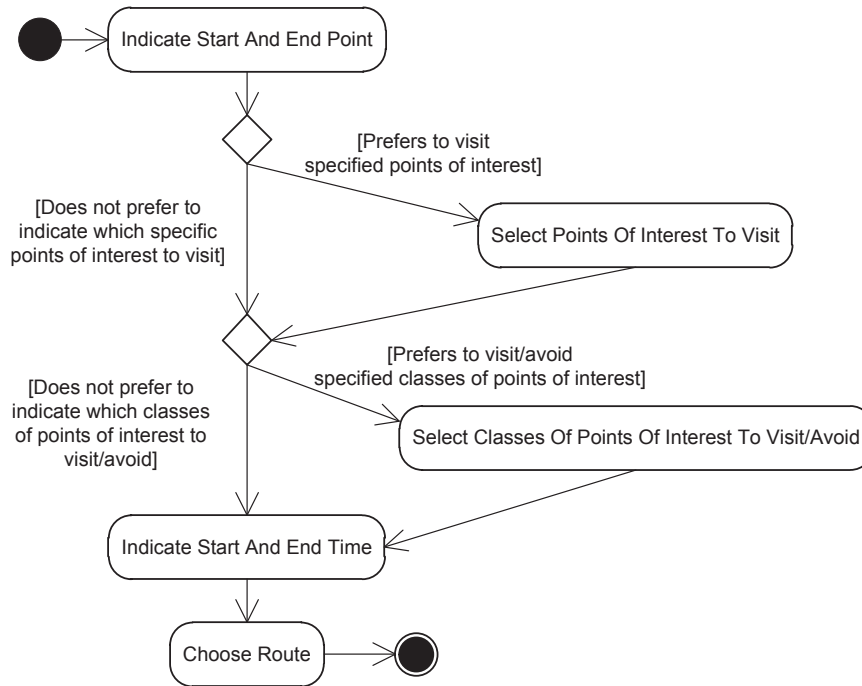 Indicate Start And End Point
[Prefers to visit
specified points of interest]
[Does not prefer to
indicate which specific
points of interest to visit]
Select Points Of Interest To Visit
[Prefers to visit/avoid
specified classes of points of interest]
[Does not prefer to
indicate which classes
of points of interest to
visit/avoid]
Select Classes Of Points Of Interest To Visit/Avoid
Indicate Start And End Time
Choose Route